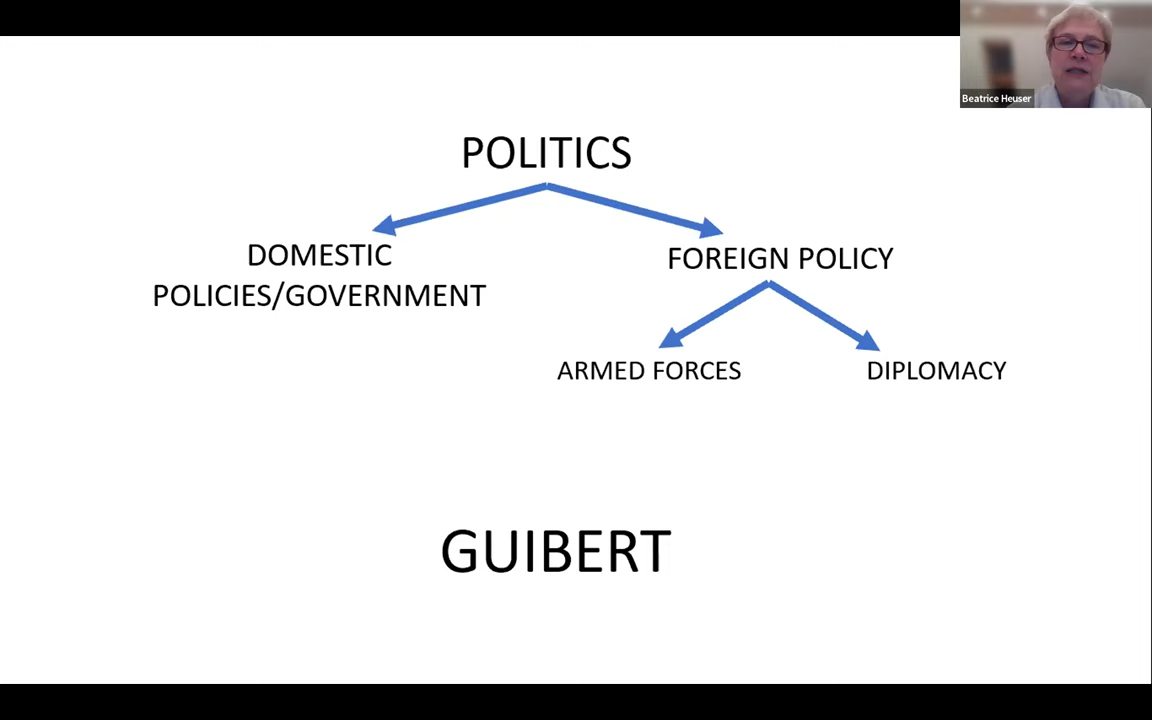 Beatrice Heuser
POLITICS
DOMESTIC
POLICIES/GOVERNMENT
FOREIGN POLICY
ARMED FORCES
DIPLOMACY
GUIBERT